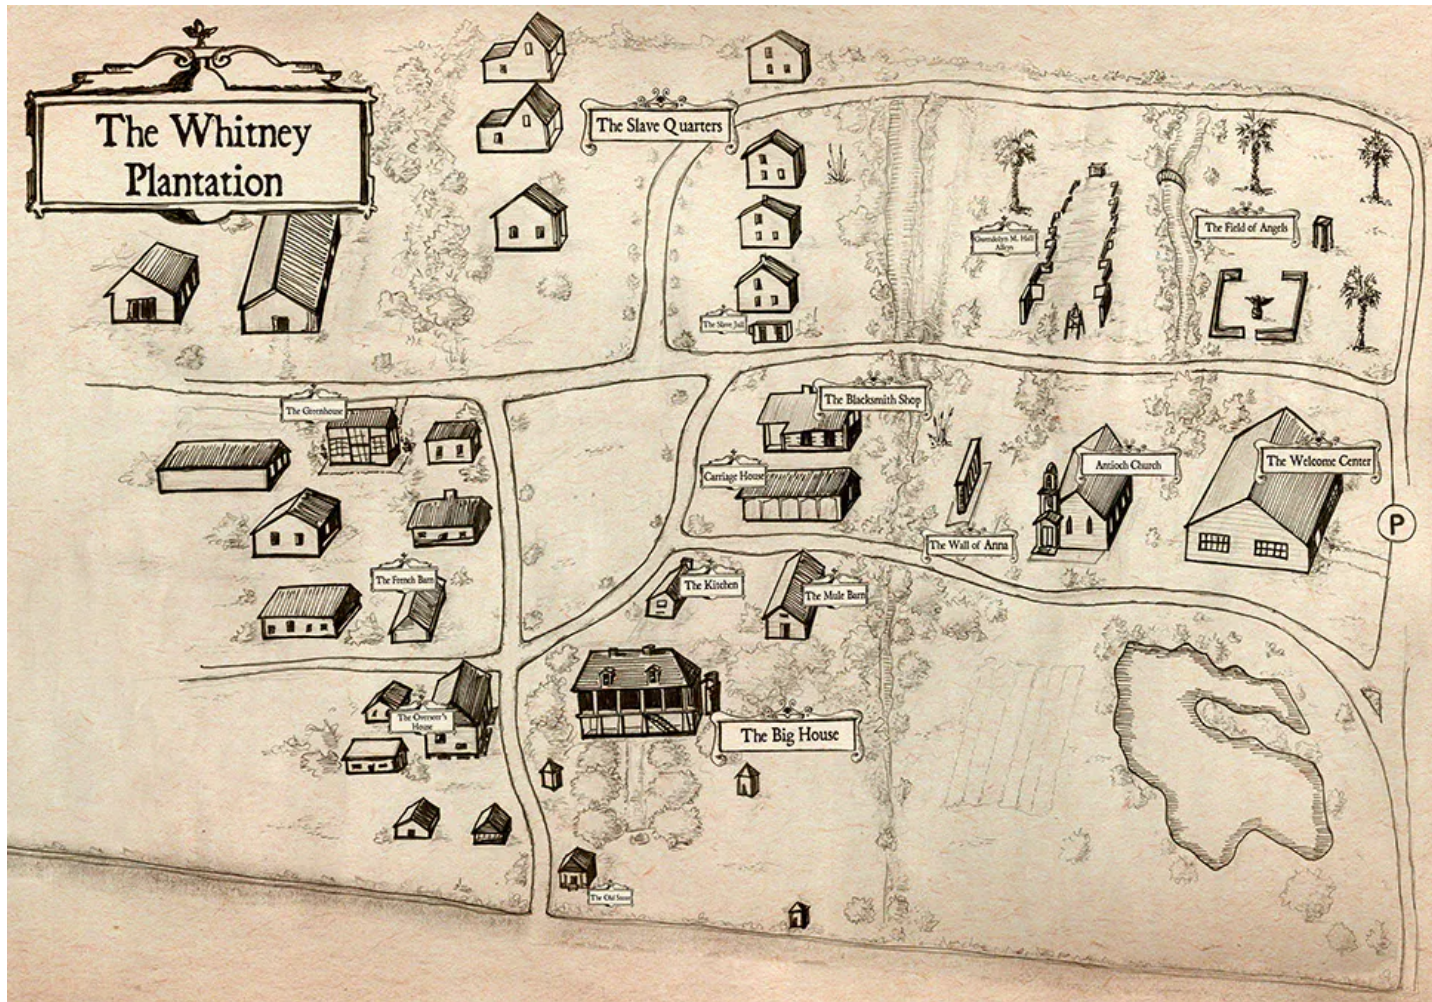 The Whitney
Plantation
The Slave Quarters
Gwendolyn M. Hall
Alleys
The Field of Angels
The Slave Jail
The Greenhouse
The Blacksmith Shop
Carriage House
Antioch Church
The Welcome Center
P
The Wall of Anna
The French Barn
The Kitchen
The Mule Barn
The Overseer's
House
The Big House
The Old Store